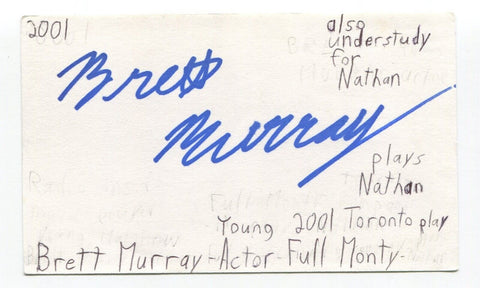 2001
also
understudy
for
Nathan
Brett
Murray
plays
Nathan
Young 2001 Toronto play
Brett Murray - Actor - Full Monty -